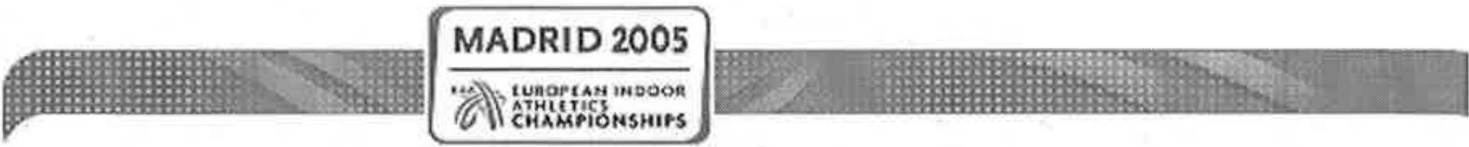 MADRID 2005
EUROPEAN INDOOR
ATHLETICS
CHAMPIONSHIPS